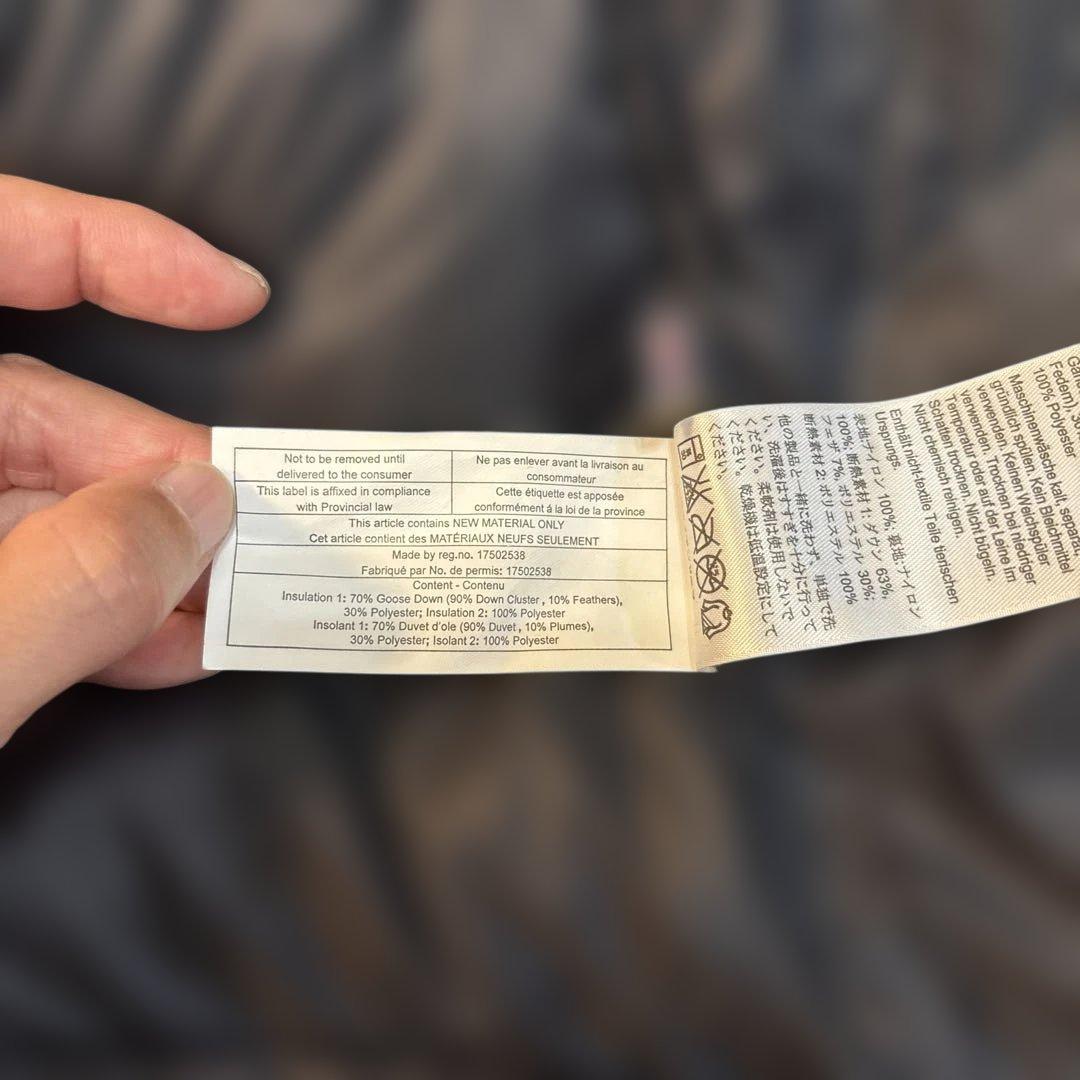 Not to be removed until
delivered to the consumer
Ne pas enlever avant la livraison au
consommateur
This label is affixed in compliance
with Provincial law
Cette étiquette est apposée
conformément á la loi de la province
This article contains NEW MATERIAL ONLY
Cet article contient des MATÉRIAUX NEUFS SEULEMENT
Made by reg.no. 17502538
Fabriqué par No. de permis: 17502538
Content - Contenu
Insulation 1: 70% Goose Down (90% Down Cluster , 10% Feathers),
30% Polyester; Insulation 2: 100% Polyester
Insolant 1: 70% Duvet d'ole (90% Duvet , 10% Plumes),
30% Polyester; Isolant 2: 100% Polyester
Federn), 30
100% Polyester
Maschinenwäsche kalt, separat,
gründlich spülen. Kein Bleichmittel
verwenden. Keinen Weichspüler
verwenden. Trocknen bei niedriger
Temperatur oder auf der Leine im
Schatten trocknen. Nicht bügeln.
Nicht chemisch reinigen.
Enthält nicht-textile Teile tierischen
Ursprungs.
表地:ナイロン 100%; 裏地:ナイロン
100%; 断熱素材 1: ダウン 63%,
フェザ 7%, ポリエステル 30%;
断熱素材 2: ポリエステル 100%
他の製品と一緒に洗わず、単独で洗
い、洗濯後はすすぎを十分に行って
ください。柔軟剤は使用しないで
ください。乾燥機は低温設定にして
ください。